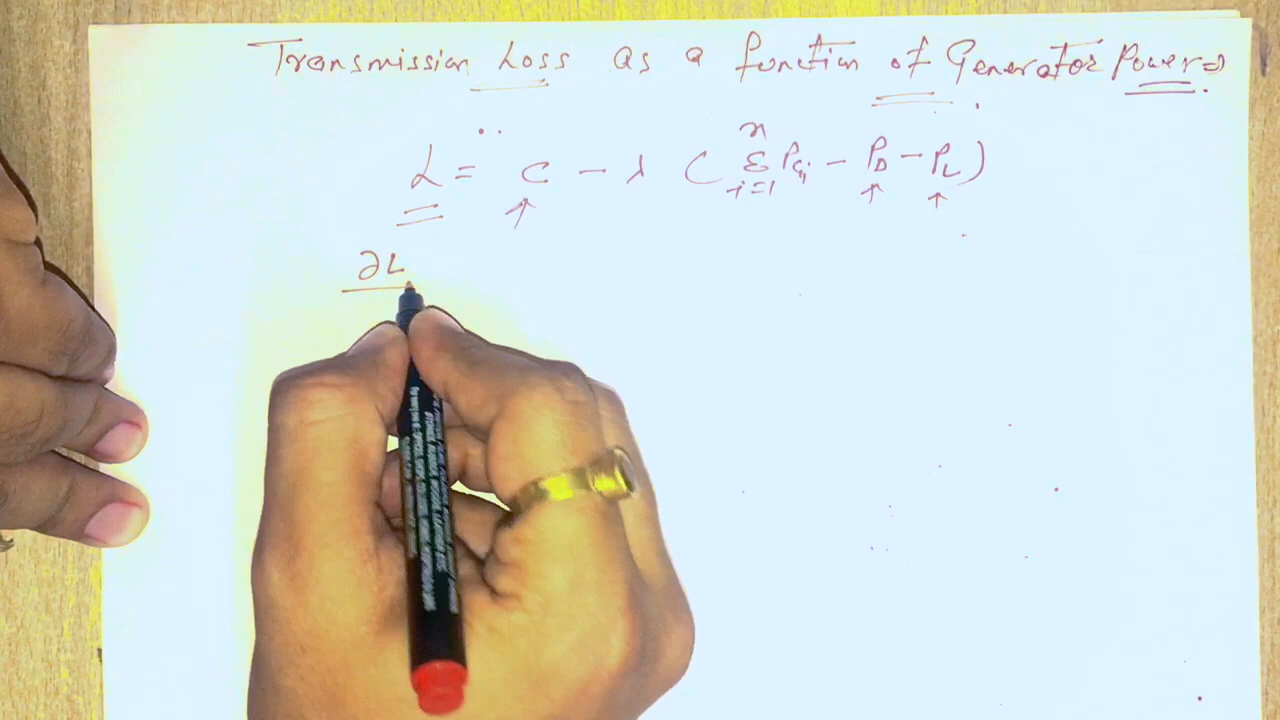 Transmission Loss as a function of Generator Powers.
L = C - λ ( Σ_{i=1}^{n} P_{Gi} - P_D - P_L )
∂L